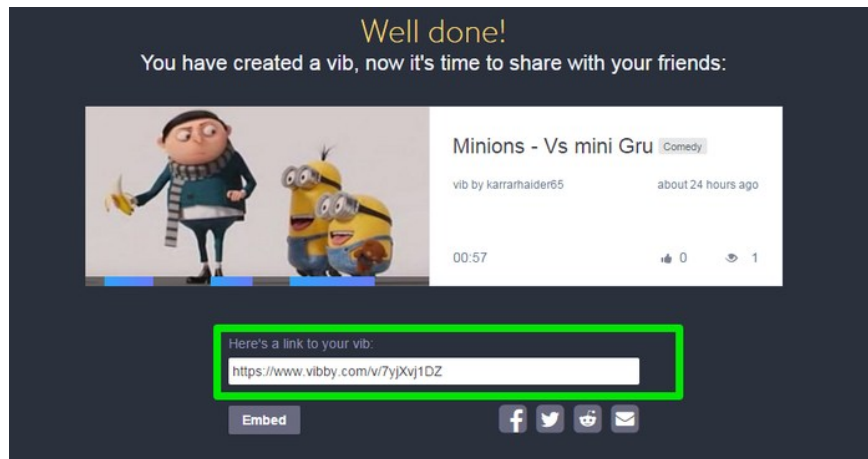 Well done!
You have created a vib, now it's time to share with your friends:
Minions - Vs mini Gru Comedy
vib by karrarhaider65 about 24 hours ago
00:57 0 1
Here's a link to your vib:
https://www.vibby.com/v/7yjXvj1DZ
Embed